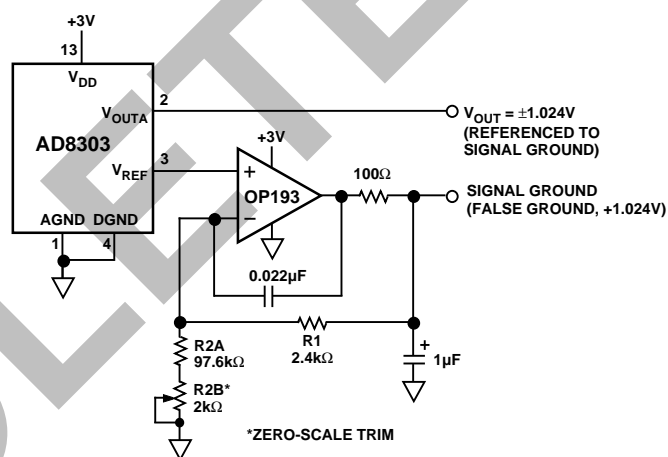 +3V
13
VDD
VOUTA
2
VOUT = ±1.024V
(REFERENCED TO
SIGNAL GROUND)
AD8303
+3V
VREF
3
+
OP193
−
100Ω
SIGNAL GROUND
(FALSE GROUND, +1.024V)
AGND
DGND
1
4
0.022µF
R2A
97.6kΩ
R1
2.4kΩ
+
1µF
R2B*
2kΩ
*ZERO-SCALE TRIM